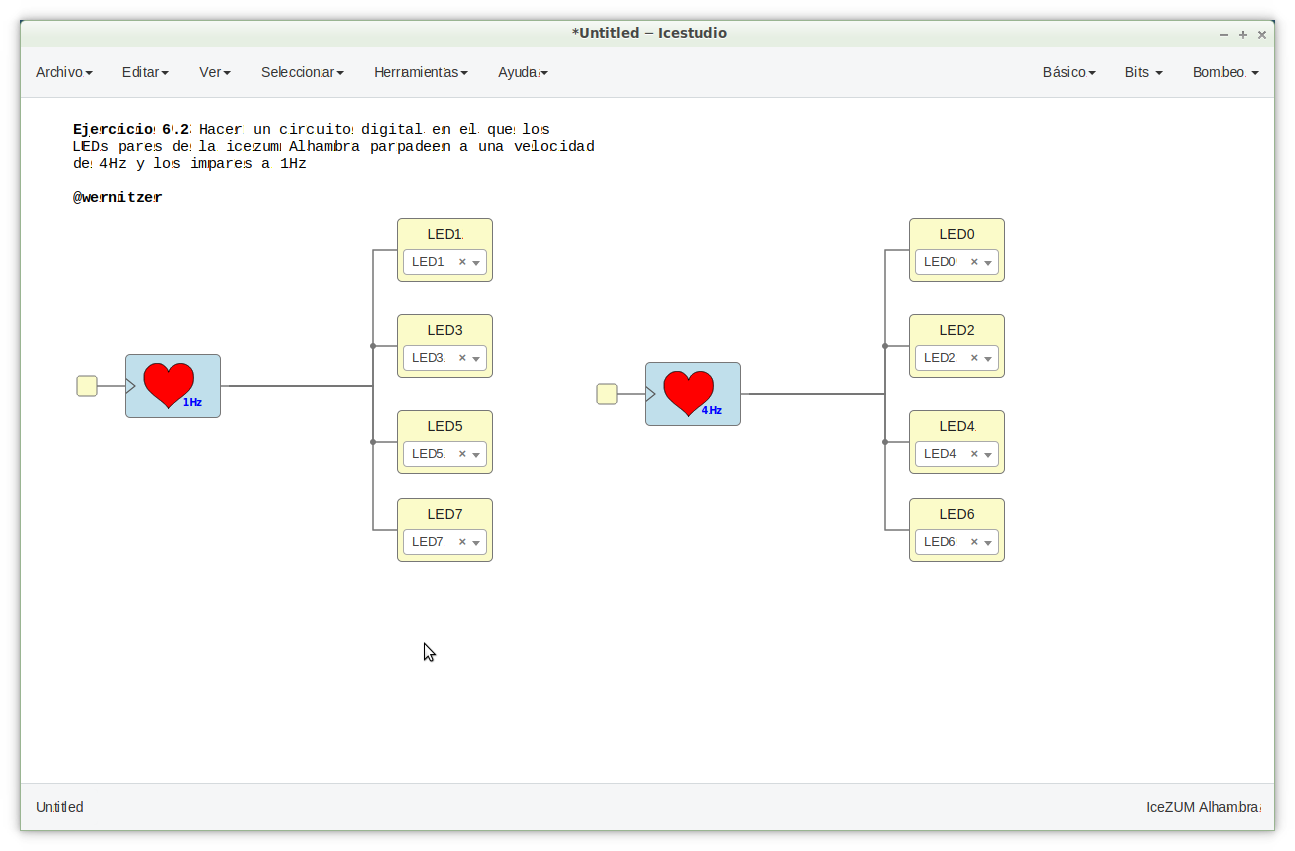 *Untitled – Icestudio
Archivo Editar Ver Seleccionar Herramientas Ayuda Básico Bits Bombeo
Ejercicio 6.2: Hacer un circuito digital en el que los
LEDs pares de la icezum Alhambra parpadeen a una velocidad
de 4Hz y los impares a 1Hz
@wernitzer
LED1
LED1
LED3
LED3
1Hz
LED5
LED5
LED7
LED7
LED0
LED0
LED2
LED2
4Hz
LED4
LED4
LED6
LED6
Untitled
IceZUM Alhambra